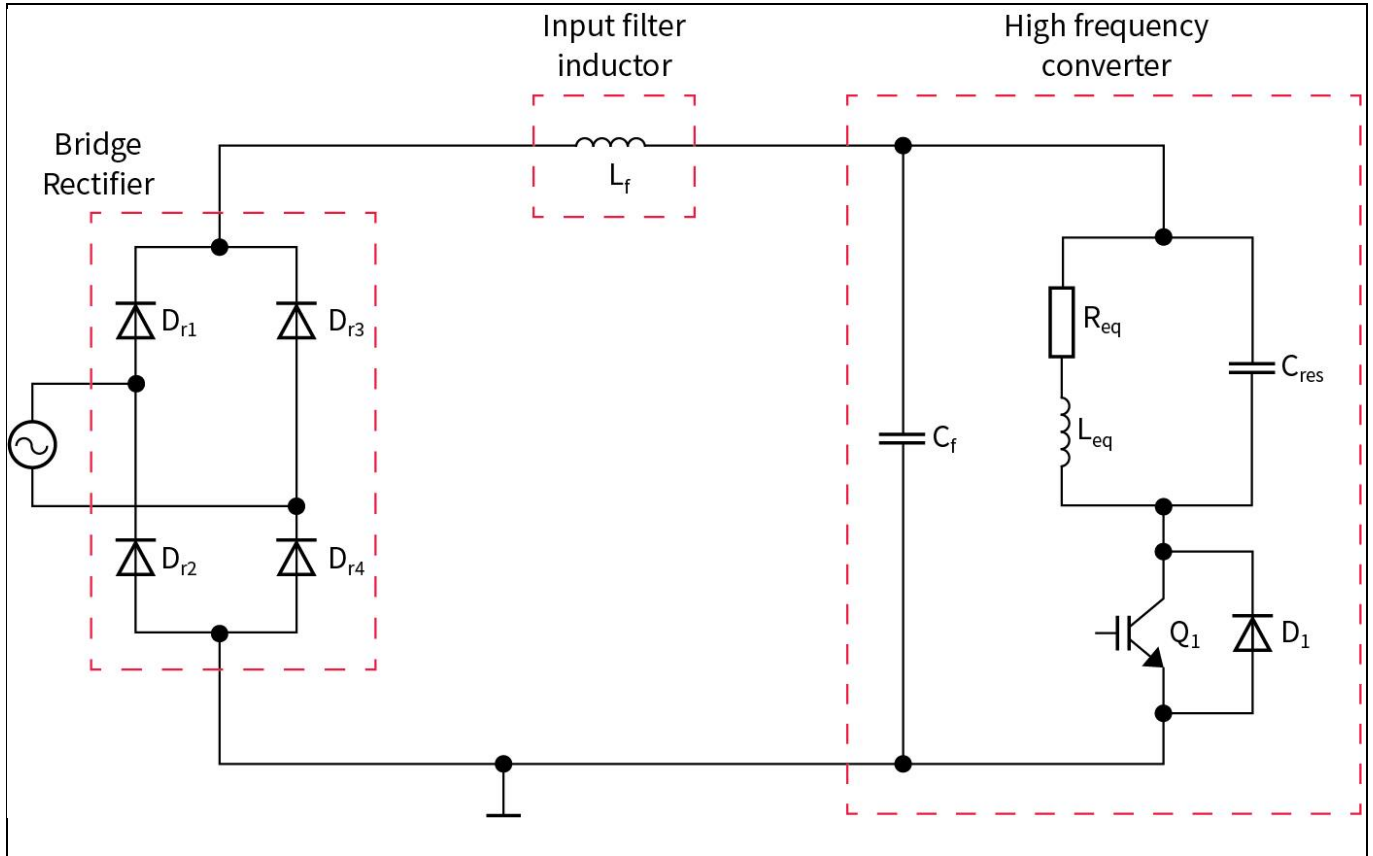 Input filter
inductor
High frequency
converter
Bridge
Rectifier
Lf
Dr1
Dr3
Req
Cres
Cf
Leq
Dr2
Dr4
Q1
D1